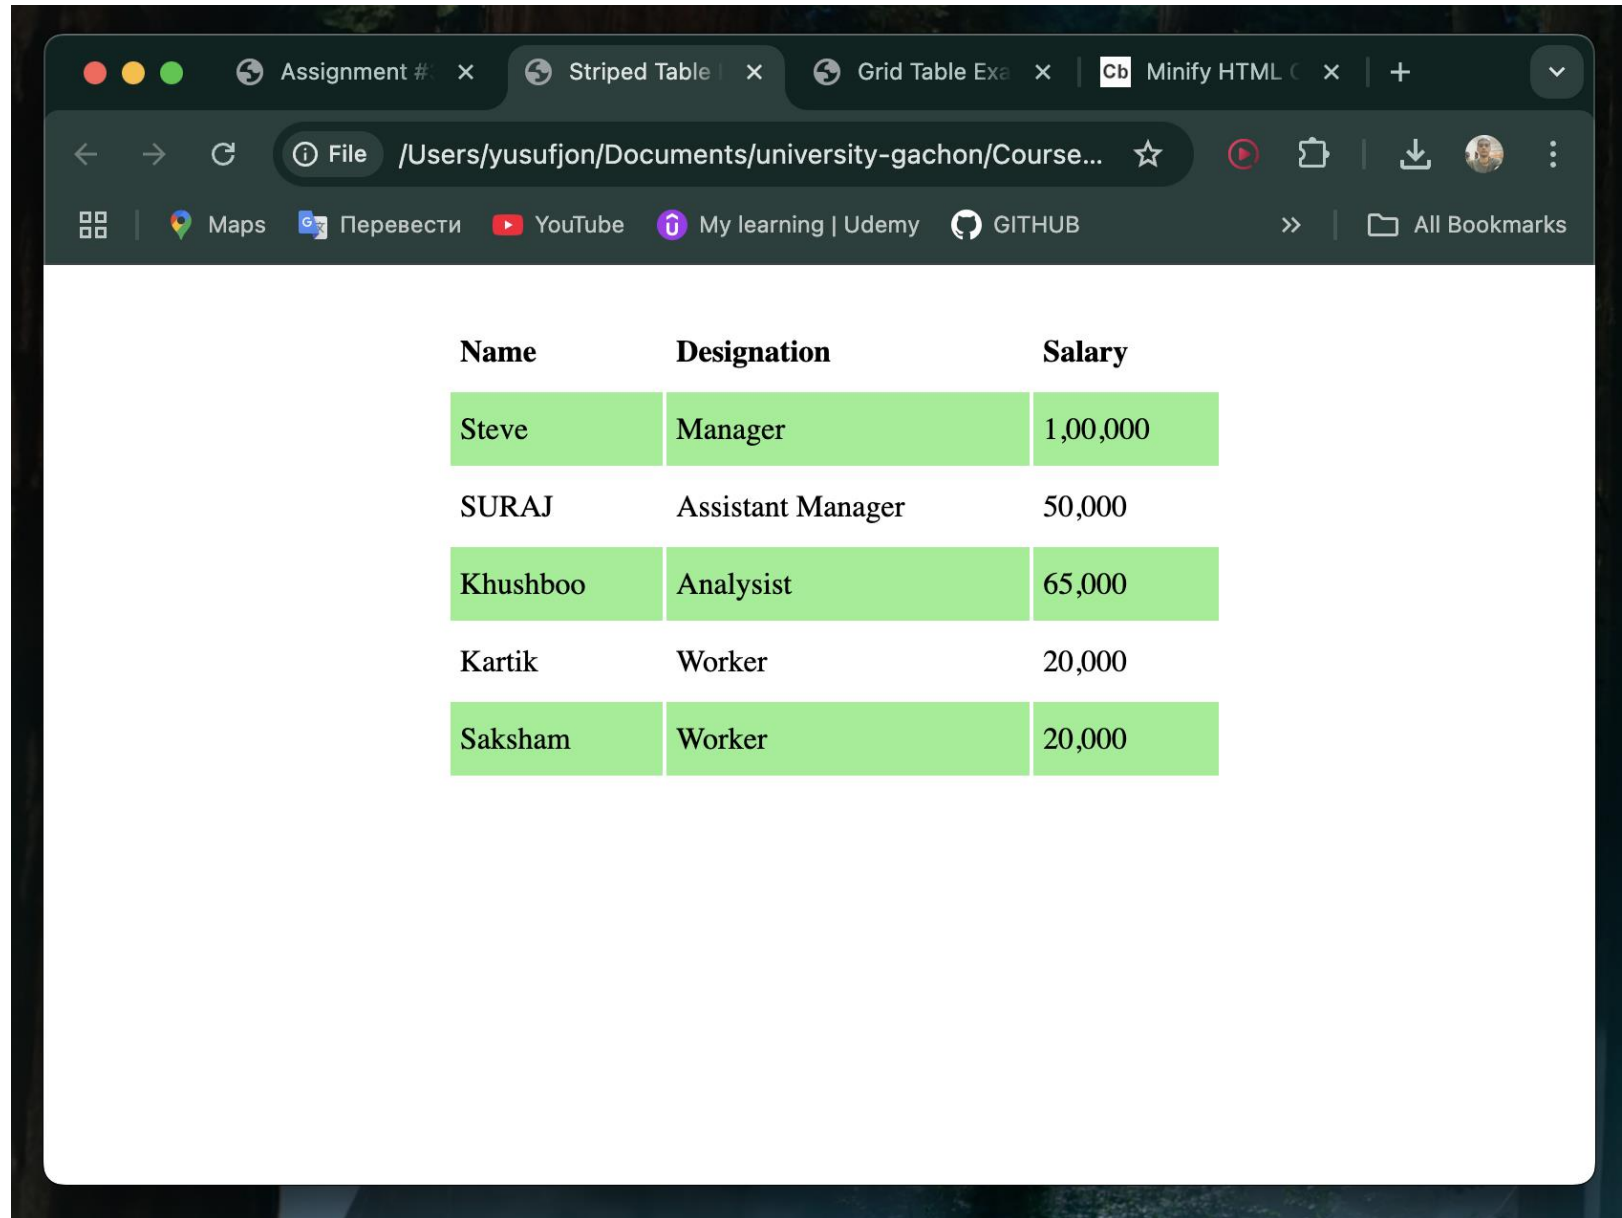 Assignment #
Striped Table
Grid Table Exa
Cb Minify HTML
File /Users/yusufjon/Documents/university-gachon/Course...
Maps Перевести YouTube My learning | Udemy GITHUB All Bookmarks
Name Designation Salary
Steve Manager 1,00,000
SURAJ Assistant Manager 50,000
Khushboo Analysist 65,000
Kartik Worker 20,000
Saksham Worker 20,000